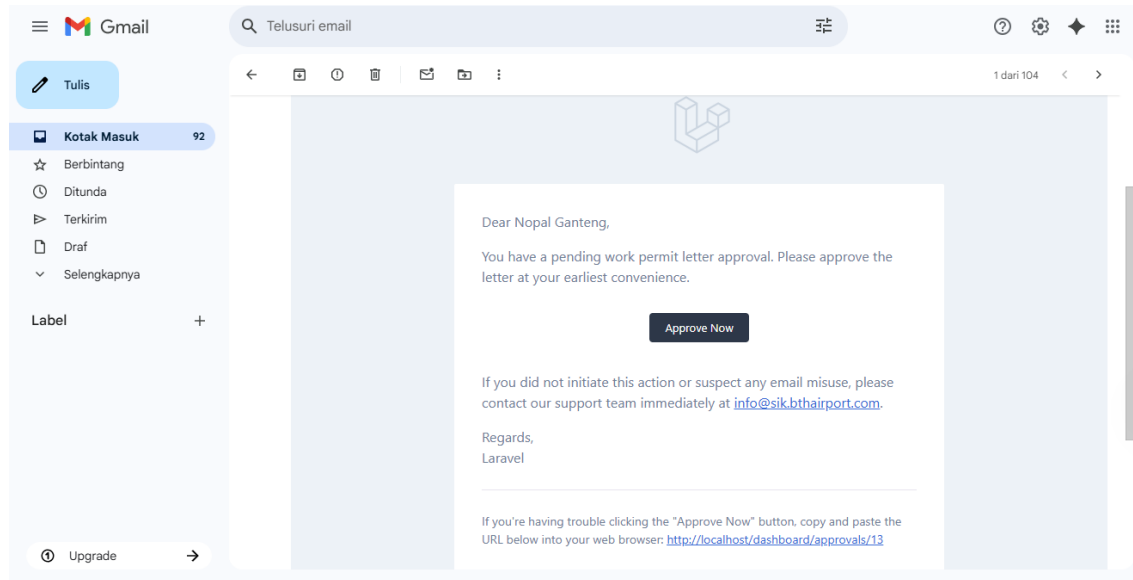 Gmail
Telusuri email
Tulis
1 dari 104
Kotak Masuk 92
Berbintang
Ditunda
Terkirim
Draf
Selengkapnya
Label
Upgrade
Dear Nopal Ganteng,
You have a pending work permit letter approval. Please approve the
letter at your earliest convenience.
Approve Now
If you did not initiate this action or suspect any email misuse, please
contact our support team immediately at info@sik.bthairport.com.
Regards,
Laravel
If you're having trouble clicking the "Approve Now" button, copy and paste the
URL below into your web browser: http://localhost/dashboard/approvals/13